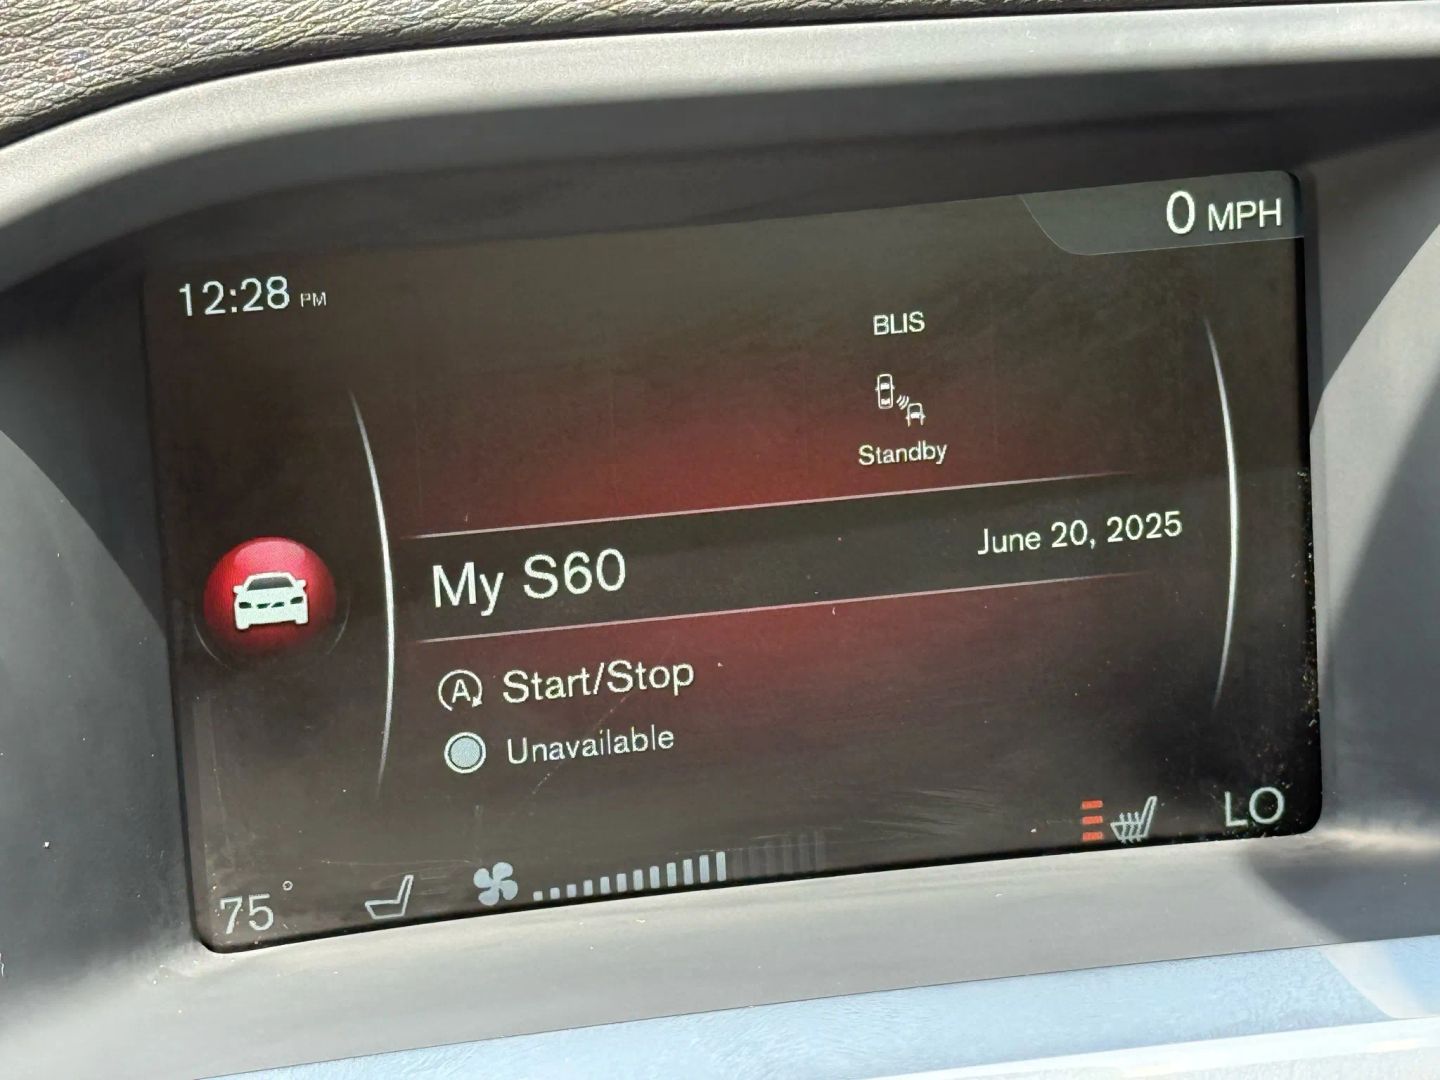 0 MPH
12:28 PM
BLIS
Standby
My S60
June 20, 2025
A Start/Stop
Unavailable
75°
LO